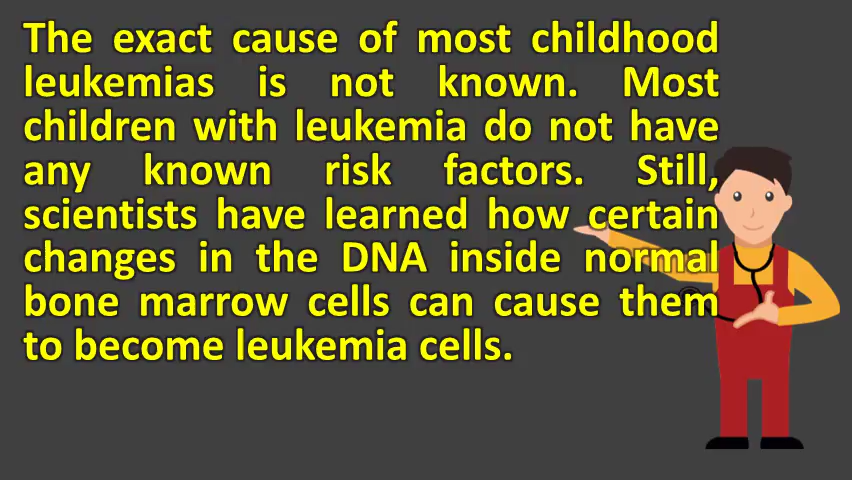 The exact cause of most childhood
leukemias is not known. Most
children with leukemia do not have
any known risk factors. Still,
scientists have learned how certain
changes in the DNA inside normal
bone marrow cells can cause them
to become leukemia cells.